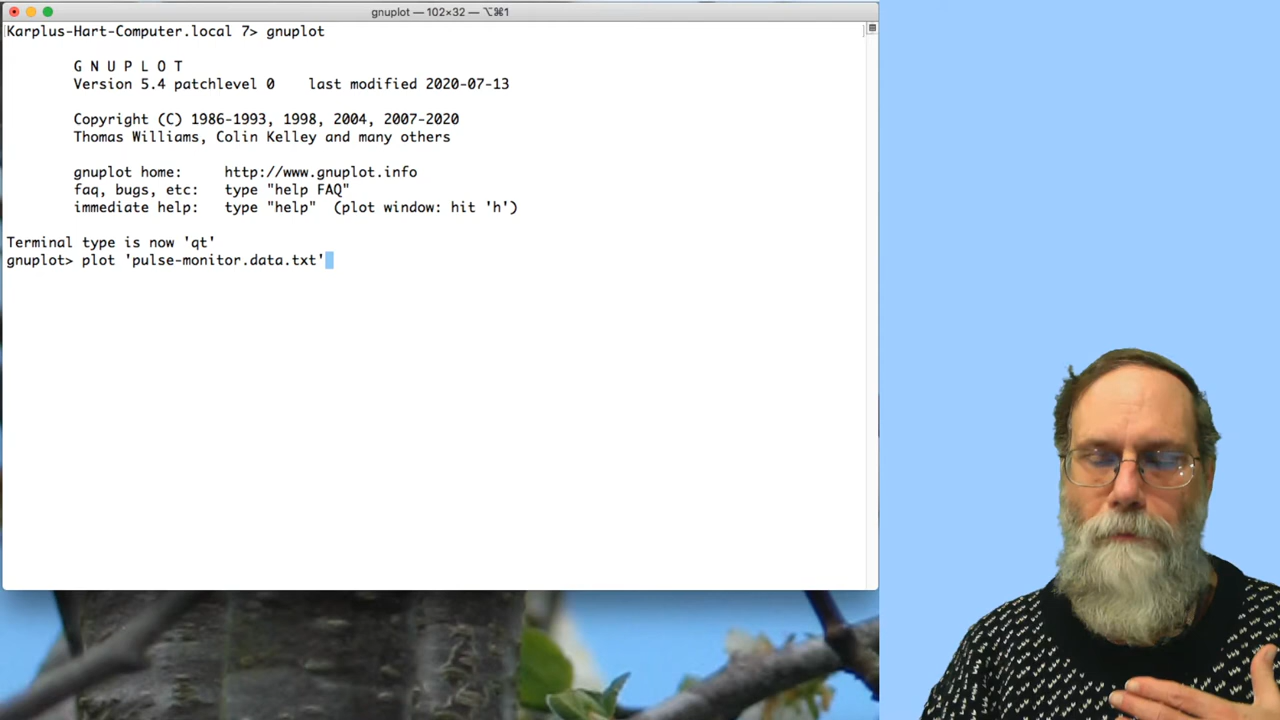 gnuplot — 102×32 — ⌥⌘1
Karplus-Hart-Computer.local 7> gnuplot
G N U P L O T
Version 5.4 patchlevel 0    last modified 2020-07-13
Copyright (C) 1986-1993, 1998, 2004, 2007-2020
Thomas Williams, Colin Kelley and many others
gnuplot home:     http://www.gnuplot.info
faq, bugs, etc:   type "help FAQ"
immediate help:   type "help"  (plot window: hit 'h')
Terminal type is now 'qt'
gnuplot> plot 'pulse-monitor.data.txt'